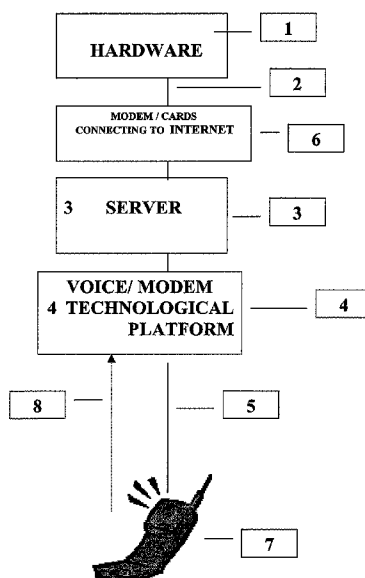 1
HARDWARE
2
MODEM / CARDS
CONNECTING TO INTERNET
6
3 SERVER
3
VOICE/ MODEM
4 TECHNOLOGICAL
PLATFORM
4
8
5
7